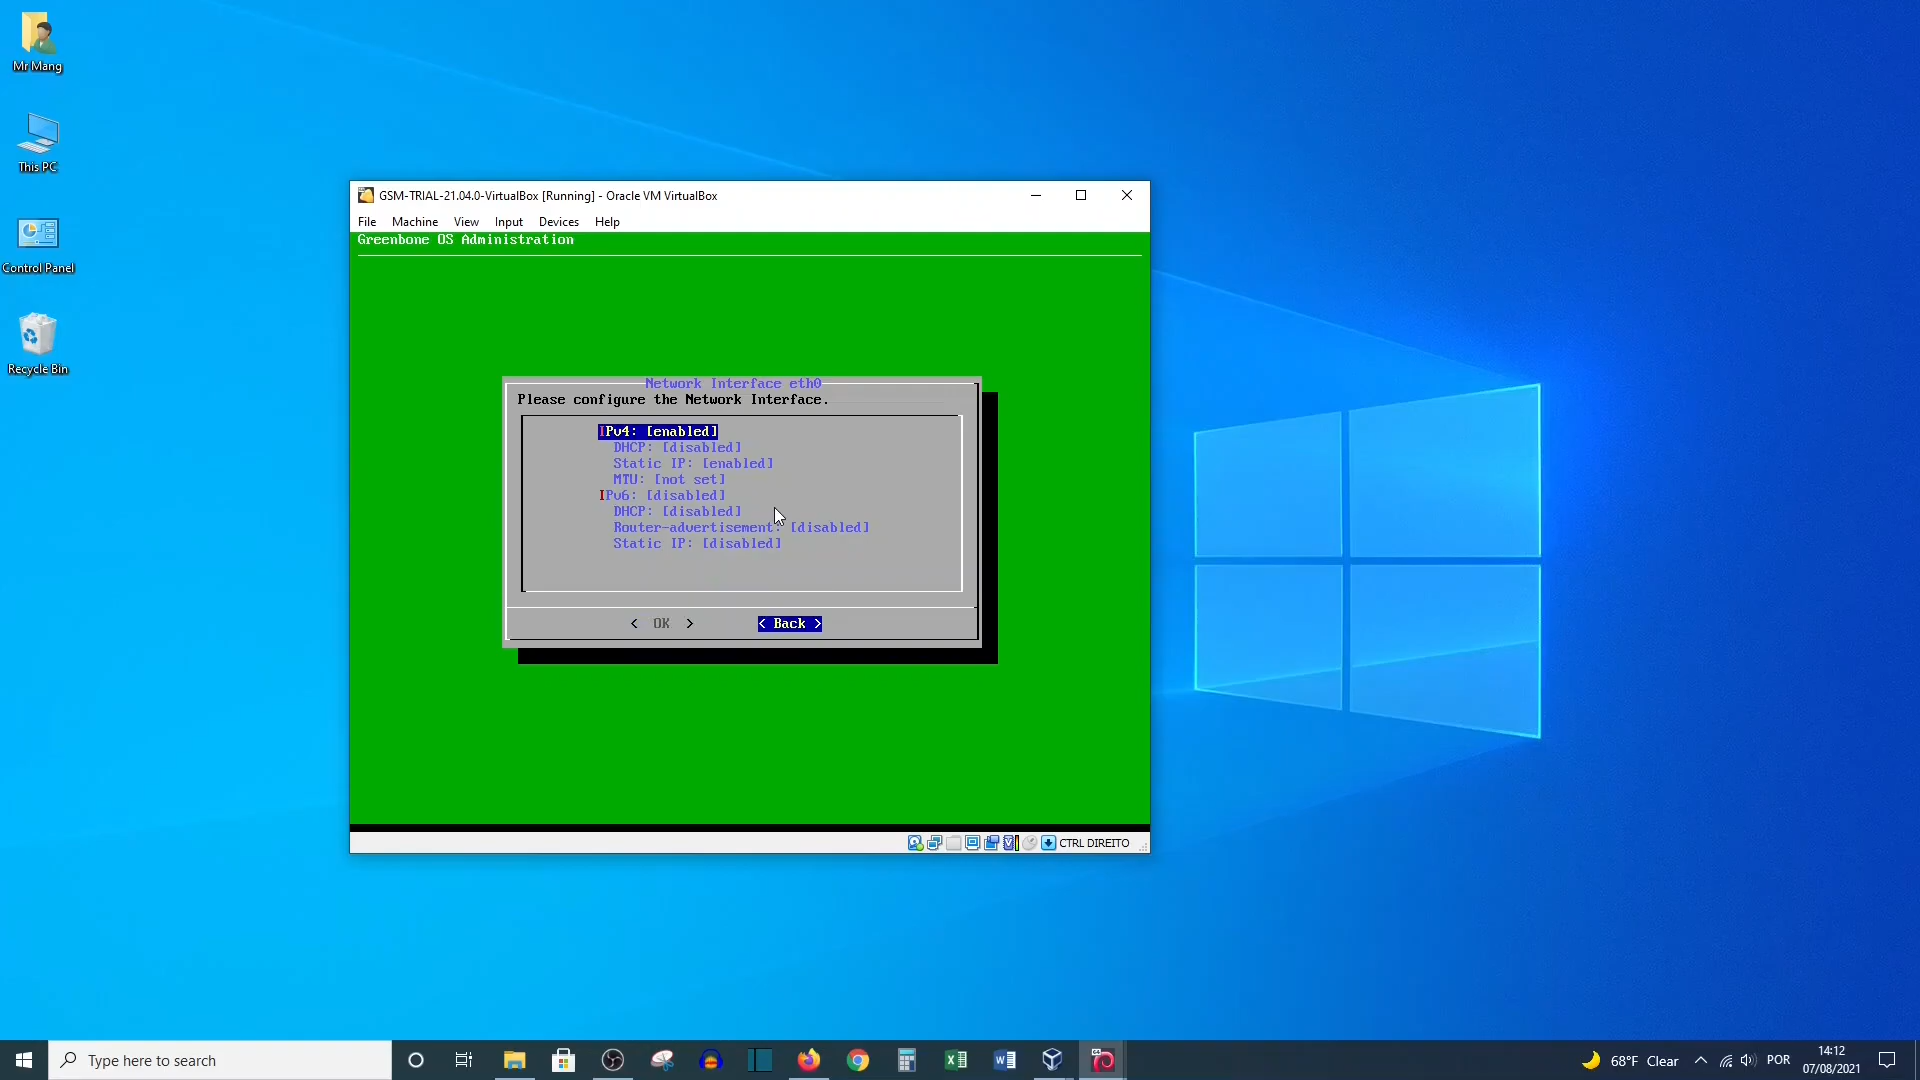 Mr Mang
This PC
Control Panel
Recycle Bin
GSM-TRIAL-21.04.0-VirtualBox [Running] - Oracle VM VirtualBox
File Machine View Input Devices Help
Greenbone OS Administration
Network Interface eth0
Please configure the Network Interface.
IPv4: [enabled]
DHCP: [disabled]
Static IP: [enabled]
MTU: [not set]
IPv6: [disabled]
DHCP: [disabled]
Router-advertisement: [disabled]
Static IP: [disabled]
< OK > < Back >
CTRL DIREITO
Type here to search
68°F Clear
POR
14:12
07/08/2021